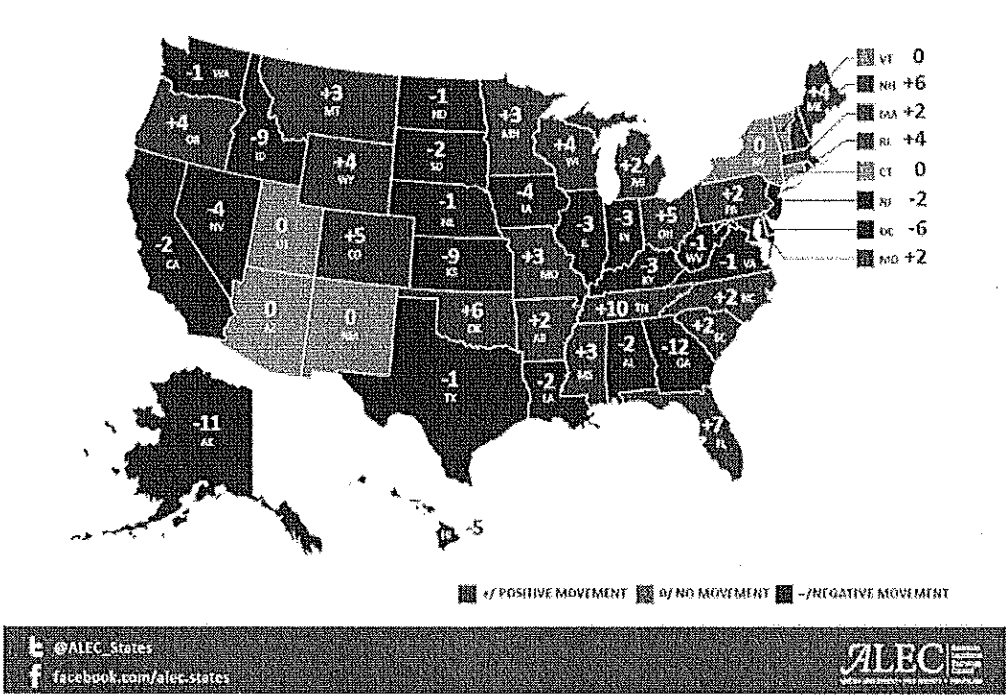 VT 0
NH +6
MA +2
RI +4
CT 0
NJ -2
DE -6
MD +2
-1 WA
+4 OR
-9 ID
+3 MT
-1 ND
+3 MN
-2 SD
+4 WY
-4 NV
-2 CA
0 UT
+5 CO
-1 NE
-9 KS
-4 IA
+4 WI
+2 MI
-3 IL
-3 IN
+5 OH
+2 PA
0 NY
+4 ME
-1 WV
-1 VA
-3 KY
+3 MO
0 AZ
0 NM
+6 OK
+2 AR
+10 TN
+2 NC
+2 SC
-1 TX
-2 LA
+3 MS
-2 AL
-12 GA
+7 FL
-11 AK
-5
+/ POSITIVE MOVEMENT 0/ NO MOVEMENT -/NEGATIVE MOVEMENT
@ALEC_States
facebook.com/alec.states
ALEC